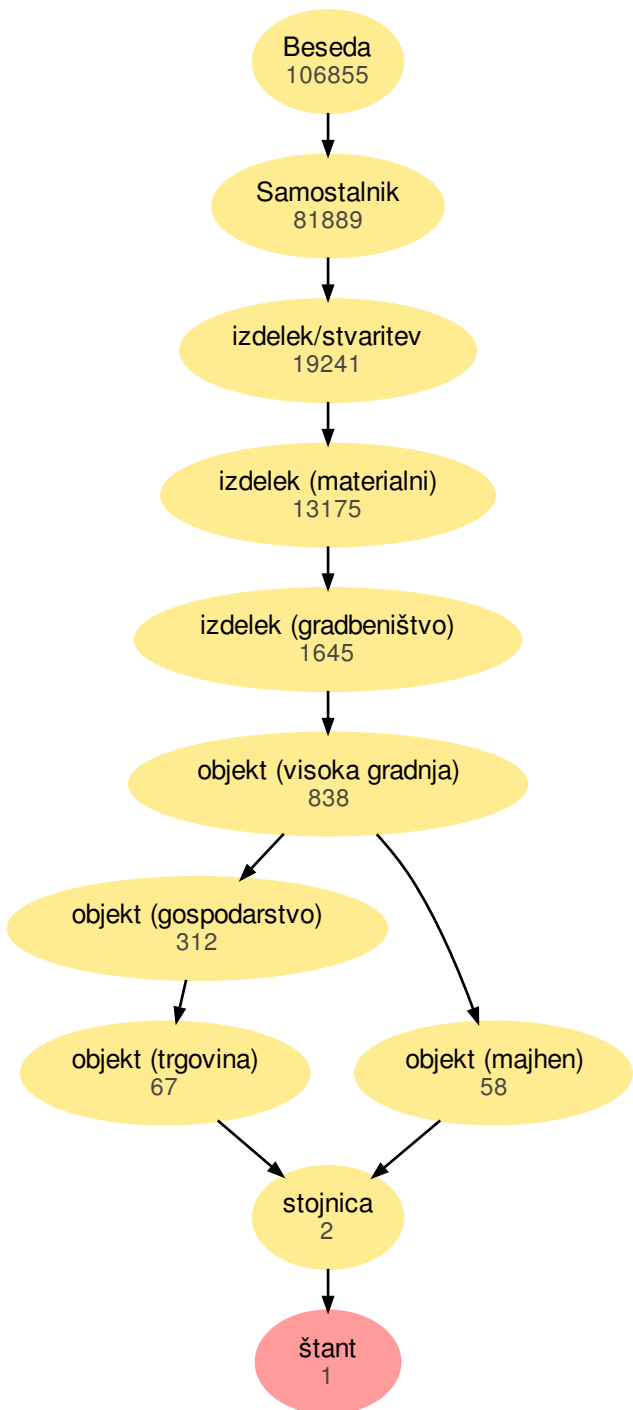 Beseda
106855
Samostalnik
81889
izdelek/stvaritev
19241
izdelek (materialni)
13175
izdelek (gradbeništvo)
1645
objekt (visoka gradnja)
838
objekt (gospodarstvo)
312
objekt (trgovina)
67
objekt (majhen)
58
stojnica
2
štant
1